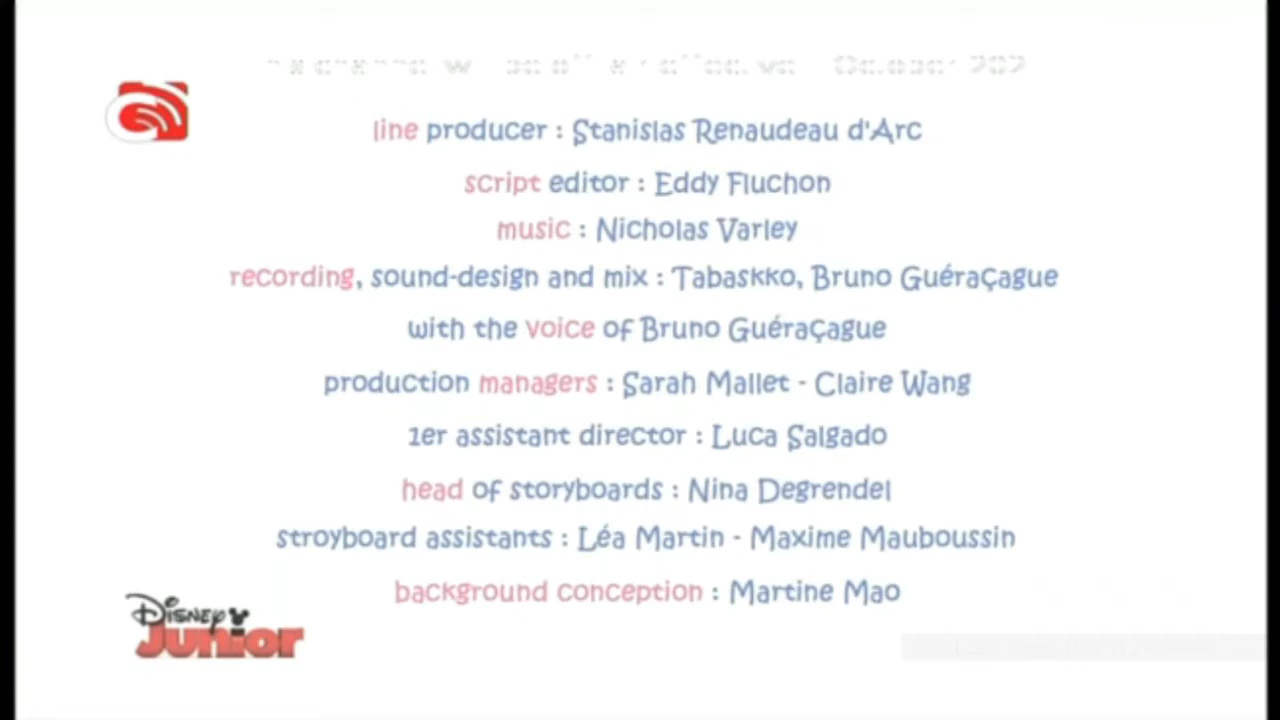 line producer : Stanislas Renaudeau d'Arc
script editor : Eddy Fluchon
music : Nicholas Varley
recording, sound-design and mix : Tabaskko, Bruno Guéraçague
with the voice of Bruno Guéraçague
production managers : Sarah Mallet - Claire Wang
1er assistant director : Luca Salgado
head of storyboards : Nina Degrendel
stroyboard assistants : Léa Martin - Maxime Mauboussin
background conception : Martine Mao
Disney
Junior